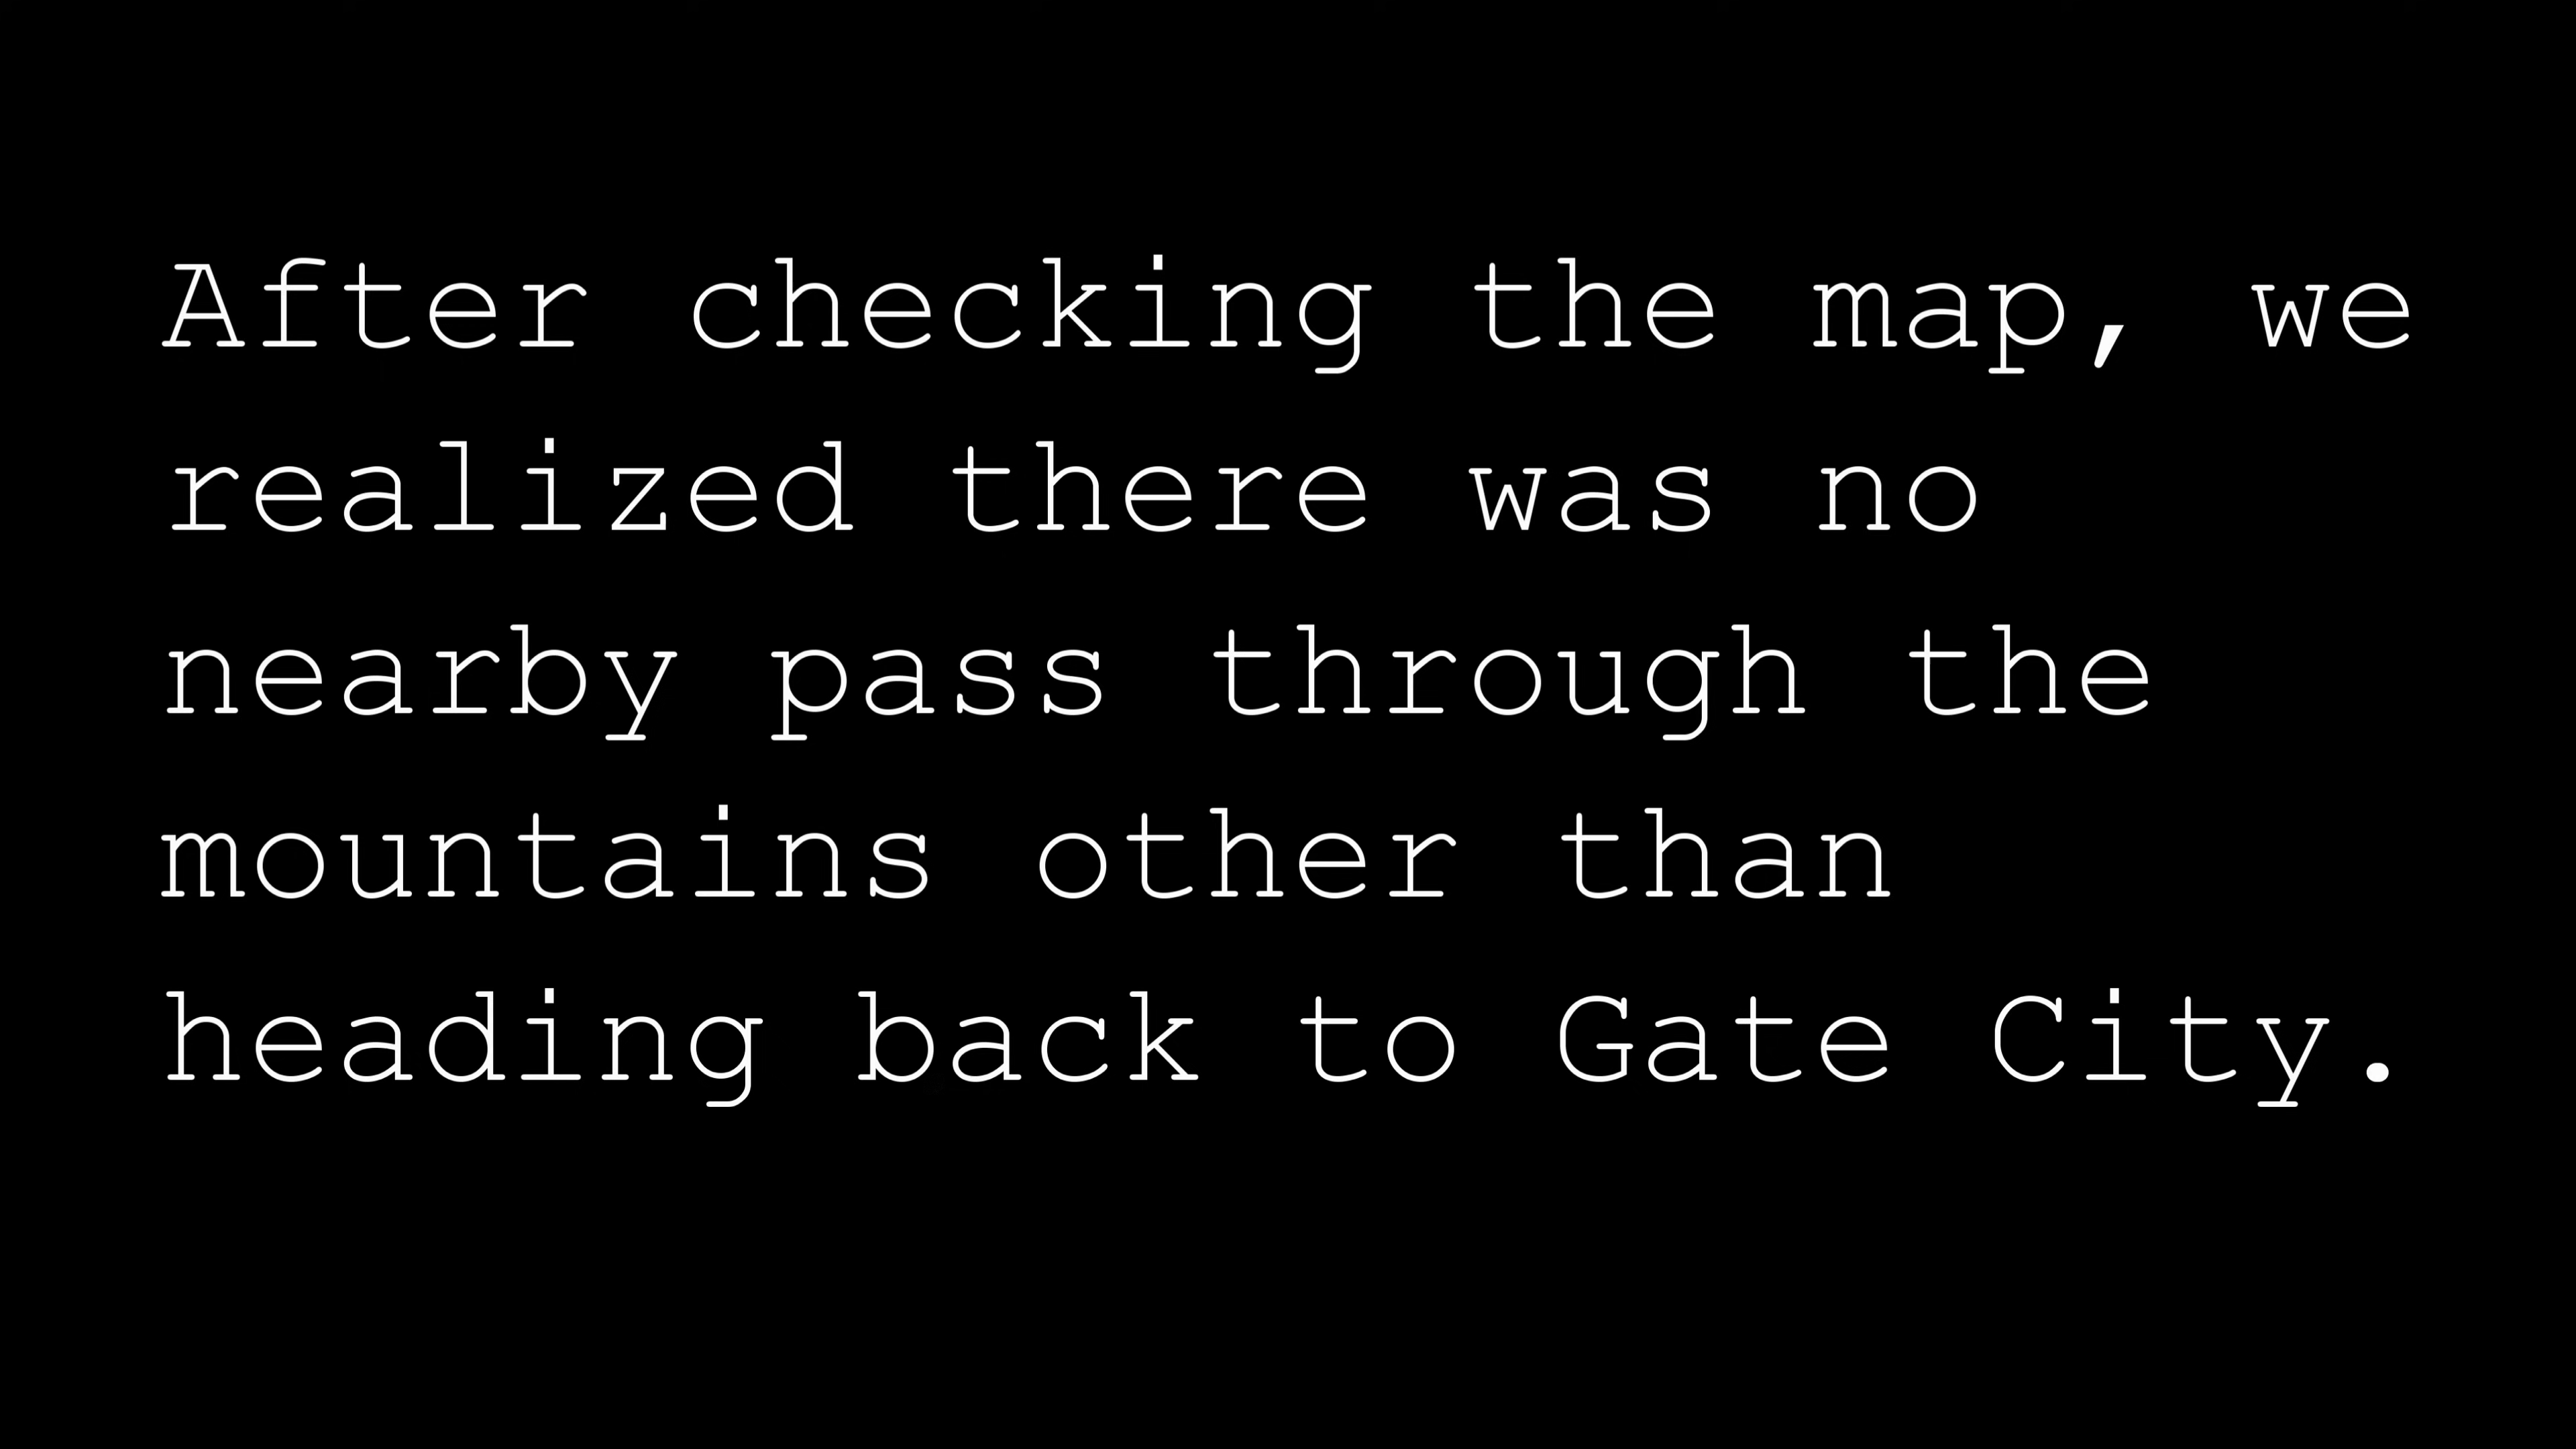 After checking the map, we
realized there was no
nearby pass through the
mountains other than
heading back to Gate City.